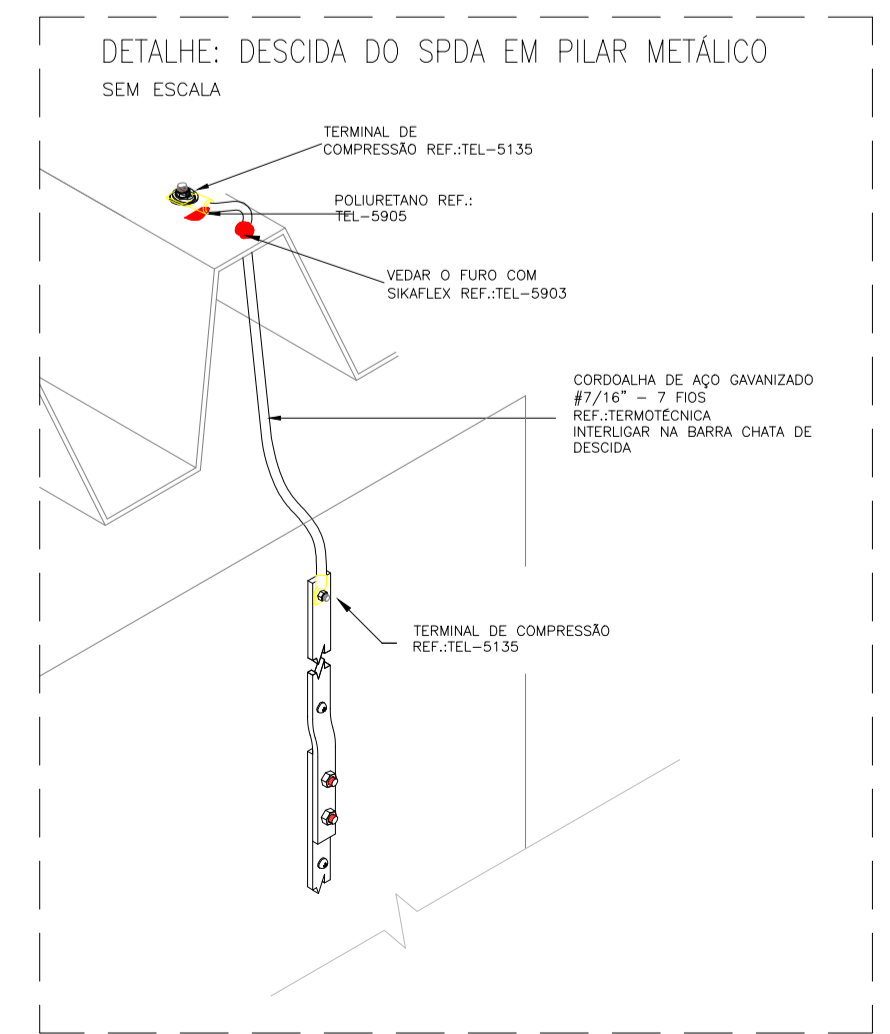 DETALHE: DESCIDA DO SPDA EM PILAR METÁLICO
SEM ESCALA
TERMINAL DE
COMPRESSÃO REF.:TEL-5135
POLIURETANO REF.:
TEL-5905
VEDAR O FURO COM
SIKAFLEX REF.:TEL-5903
CORDOALHA DE AÇO GAVANIZADO
#7/16" - 7 FIOS
REF.:TERMOTÉCNICA
INTERLIGAR NA BARRA CHATA DE
DESCIDA
TERMINAL DE COMPRESSÃO
REF.:TEL-5135